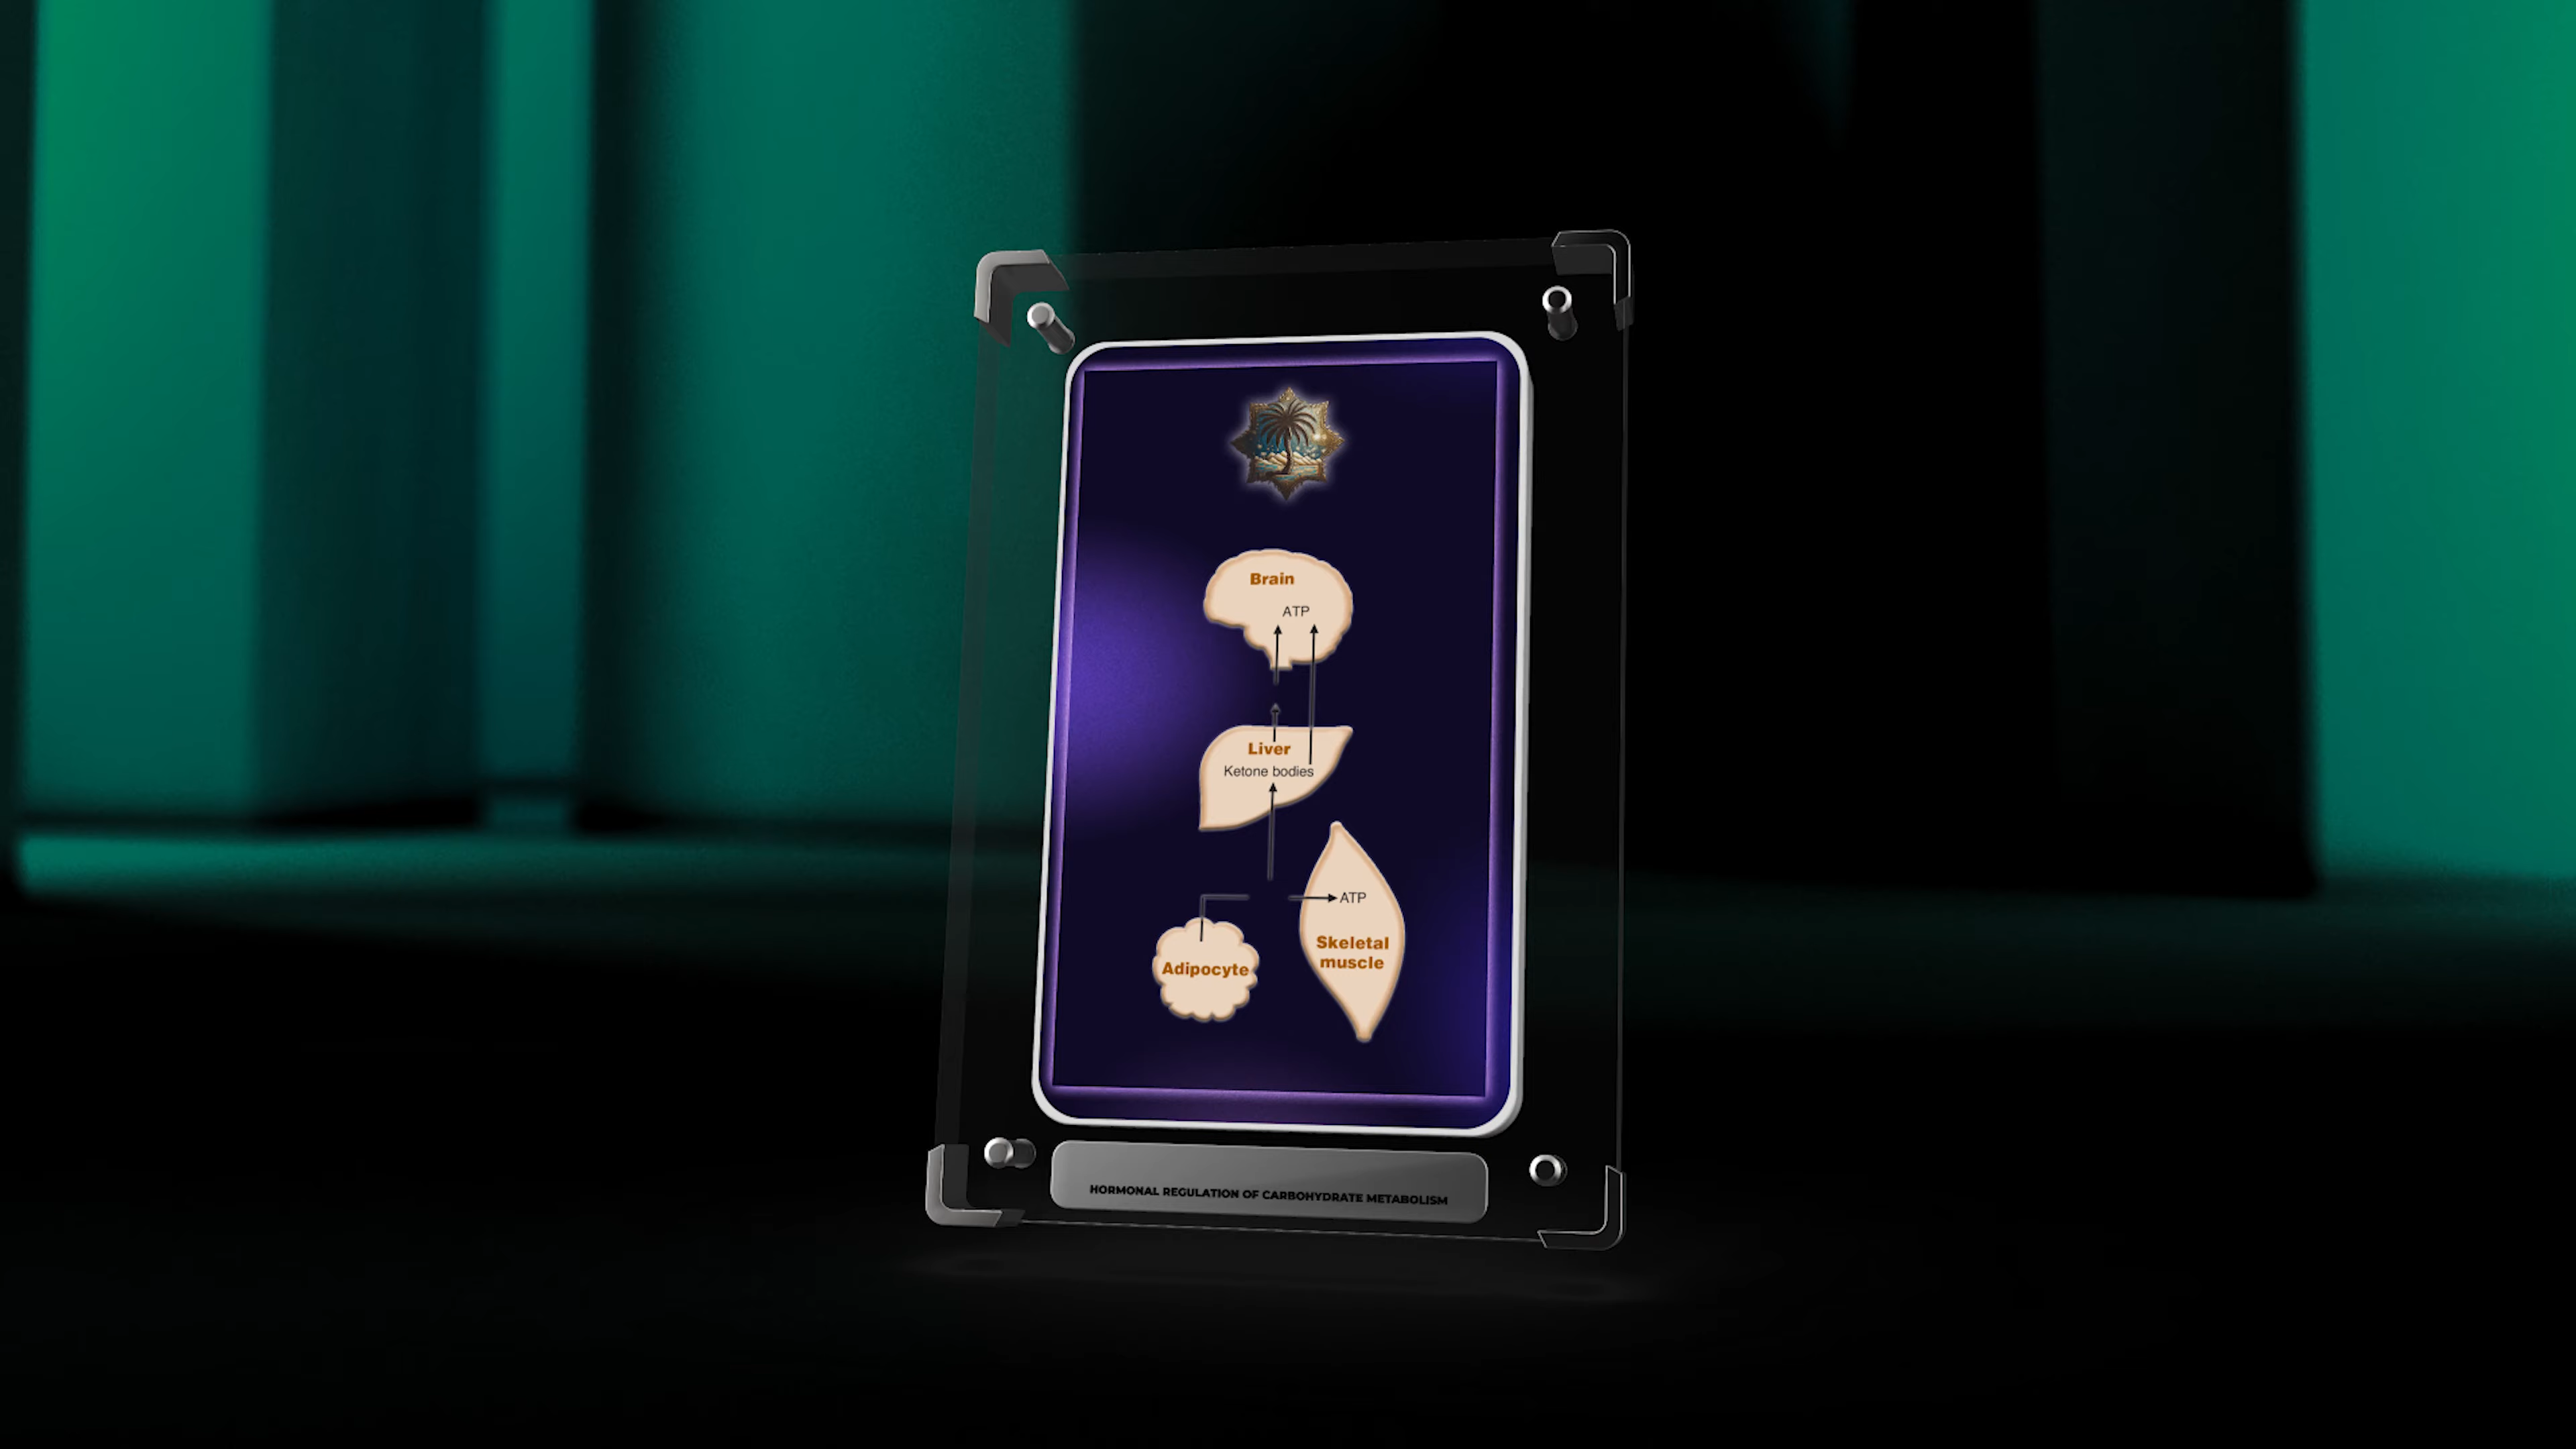 Brain
ATP
Liver
Ketone bodies
ATP
Skeletal
muscle
Adipocyte
HORMONAL REGULATION OF CARBOHYDRATE METABOLISM